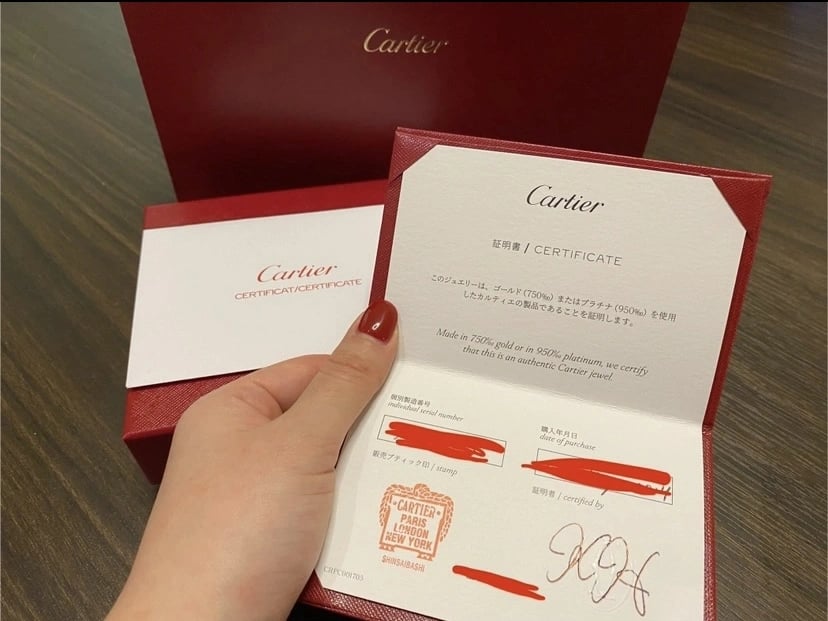 Cartier
Cartier
CERTIFICAT/CERTIFICATE
Cartier
証明書 / CERTIFICATE
このジュエリーは、ゴールド(750‰)またはプラチナ(950‰)を使用
したカルティエの製品であることを証明します。
Made in 750‰ gold or in 950‰ platinum, we certify
that this is an authentic Cartier jewel.
個別製造番号
individual serial number
購入年月日
date of purchase
販売ブティック印 / stamp
証明者 / certified by
CARTIER
PARIS
LONDON
NEW YORK
SHINSAIBASHI